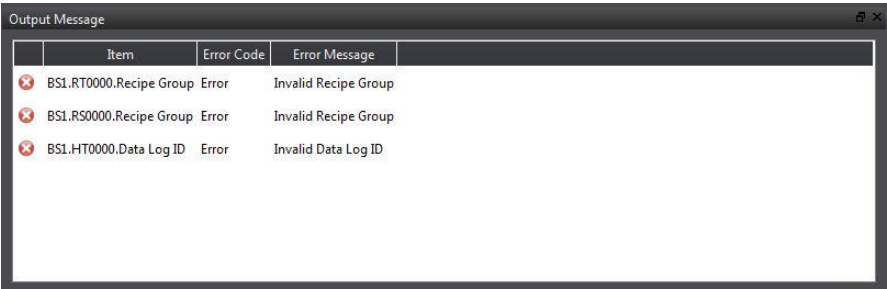 Output Message
Item Error Code Error Message
BS1.RT0000.Recipe Group Error Invalid Recipe Group
BS1.RS0000.Recipe Group Error Invalid Recipe Group
BS1.HT0000.Data Log ID Error Invalid Data Log ID